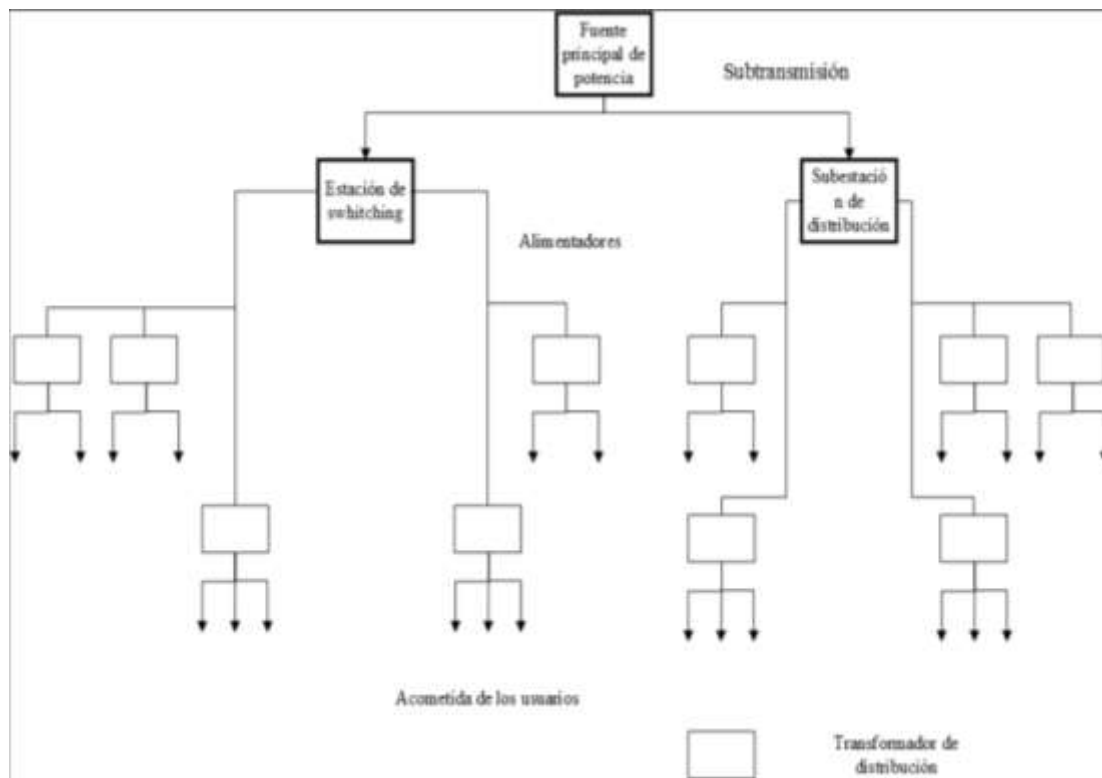 Fuente
principal de
potencia
Subtransmisión
Estación de
swhitching
Subestació
n de
distribución
Alimentadores
Acometida de los usuarios
Transformador de
distribución